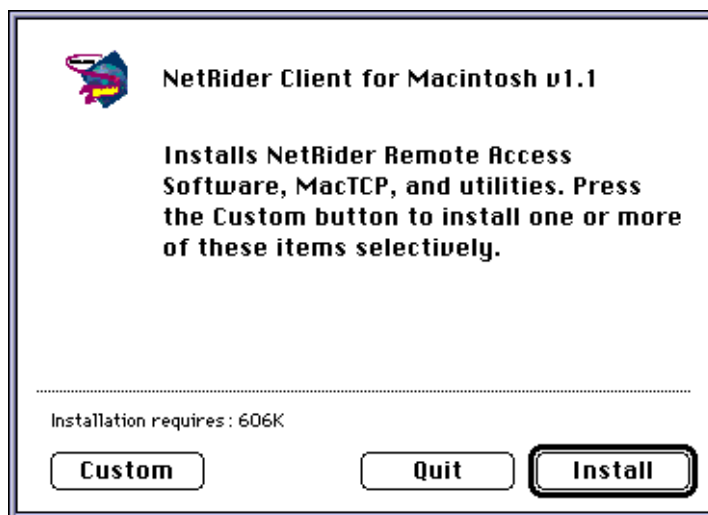 NetRider Client for Macintosh v1.1
Installs NetRider Remote Access
Software, MacTCP, and utilities. Press
the Custom button to install one or more
of these items selectively.
Installation requires: 606K
Custom
Quit
Install